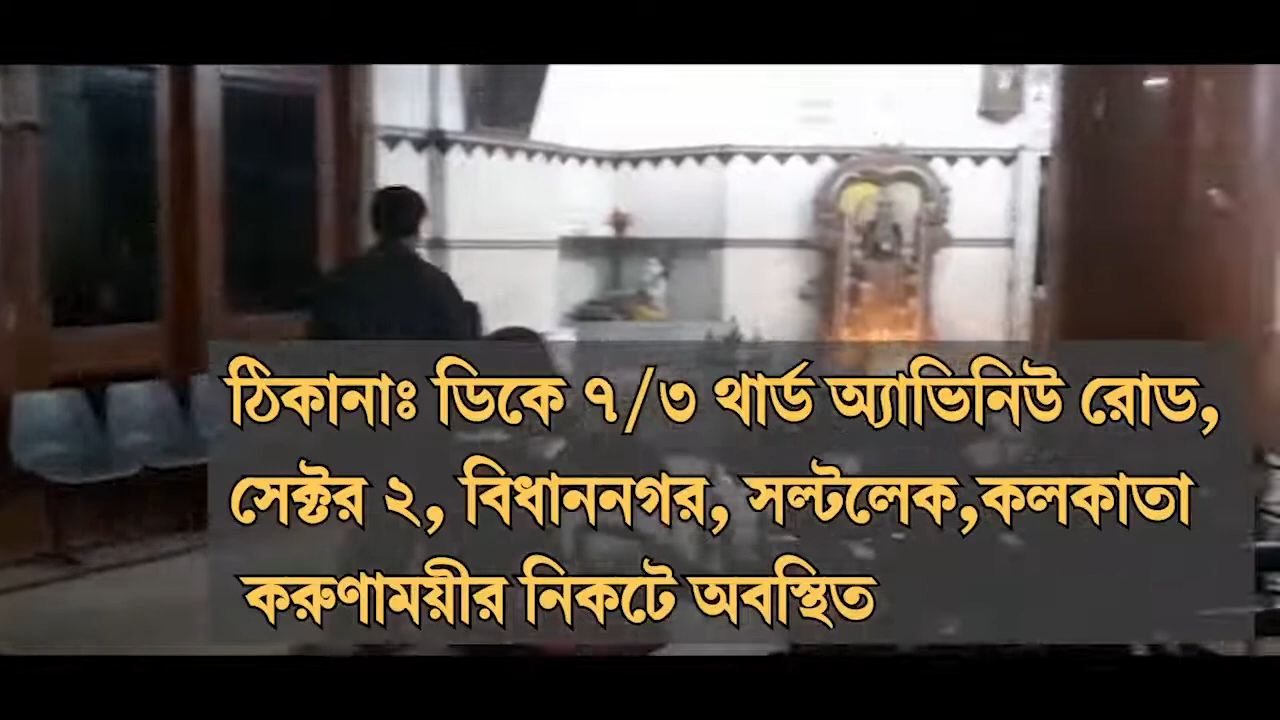 ঠিকানাঃ ডিকে ৭/৩ থার্ড অ্যাভিনিউ রোড,
সেক্টর ২, বিধাননগর, সল্টলেক,কলকাতা
করুণাময়ীর নিকটে অবস্থিত